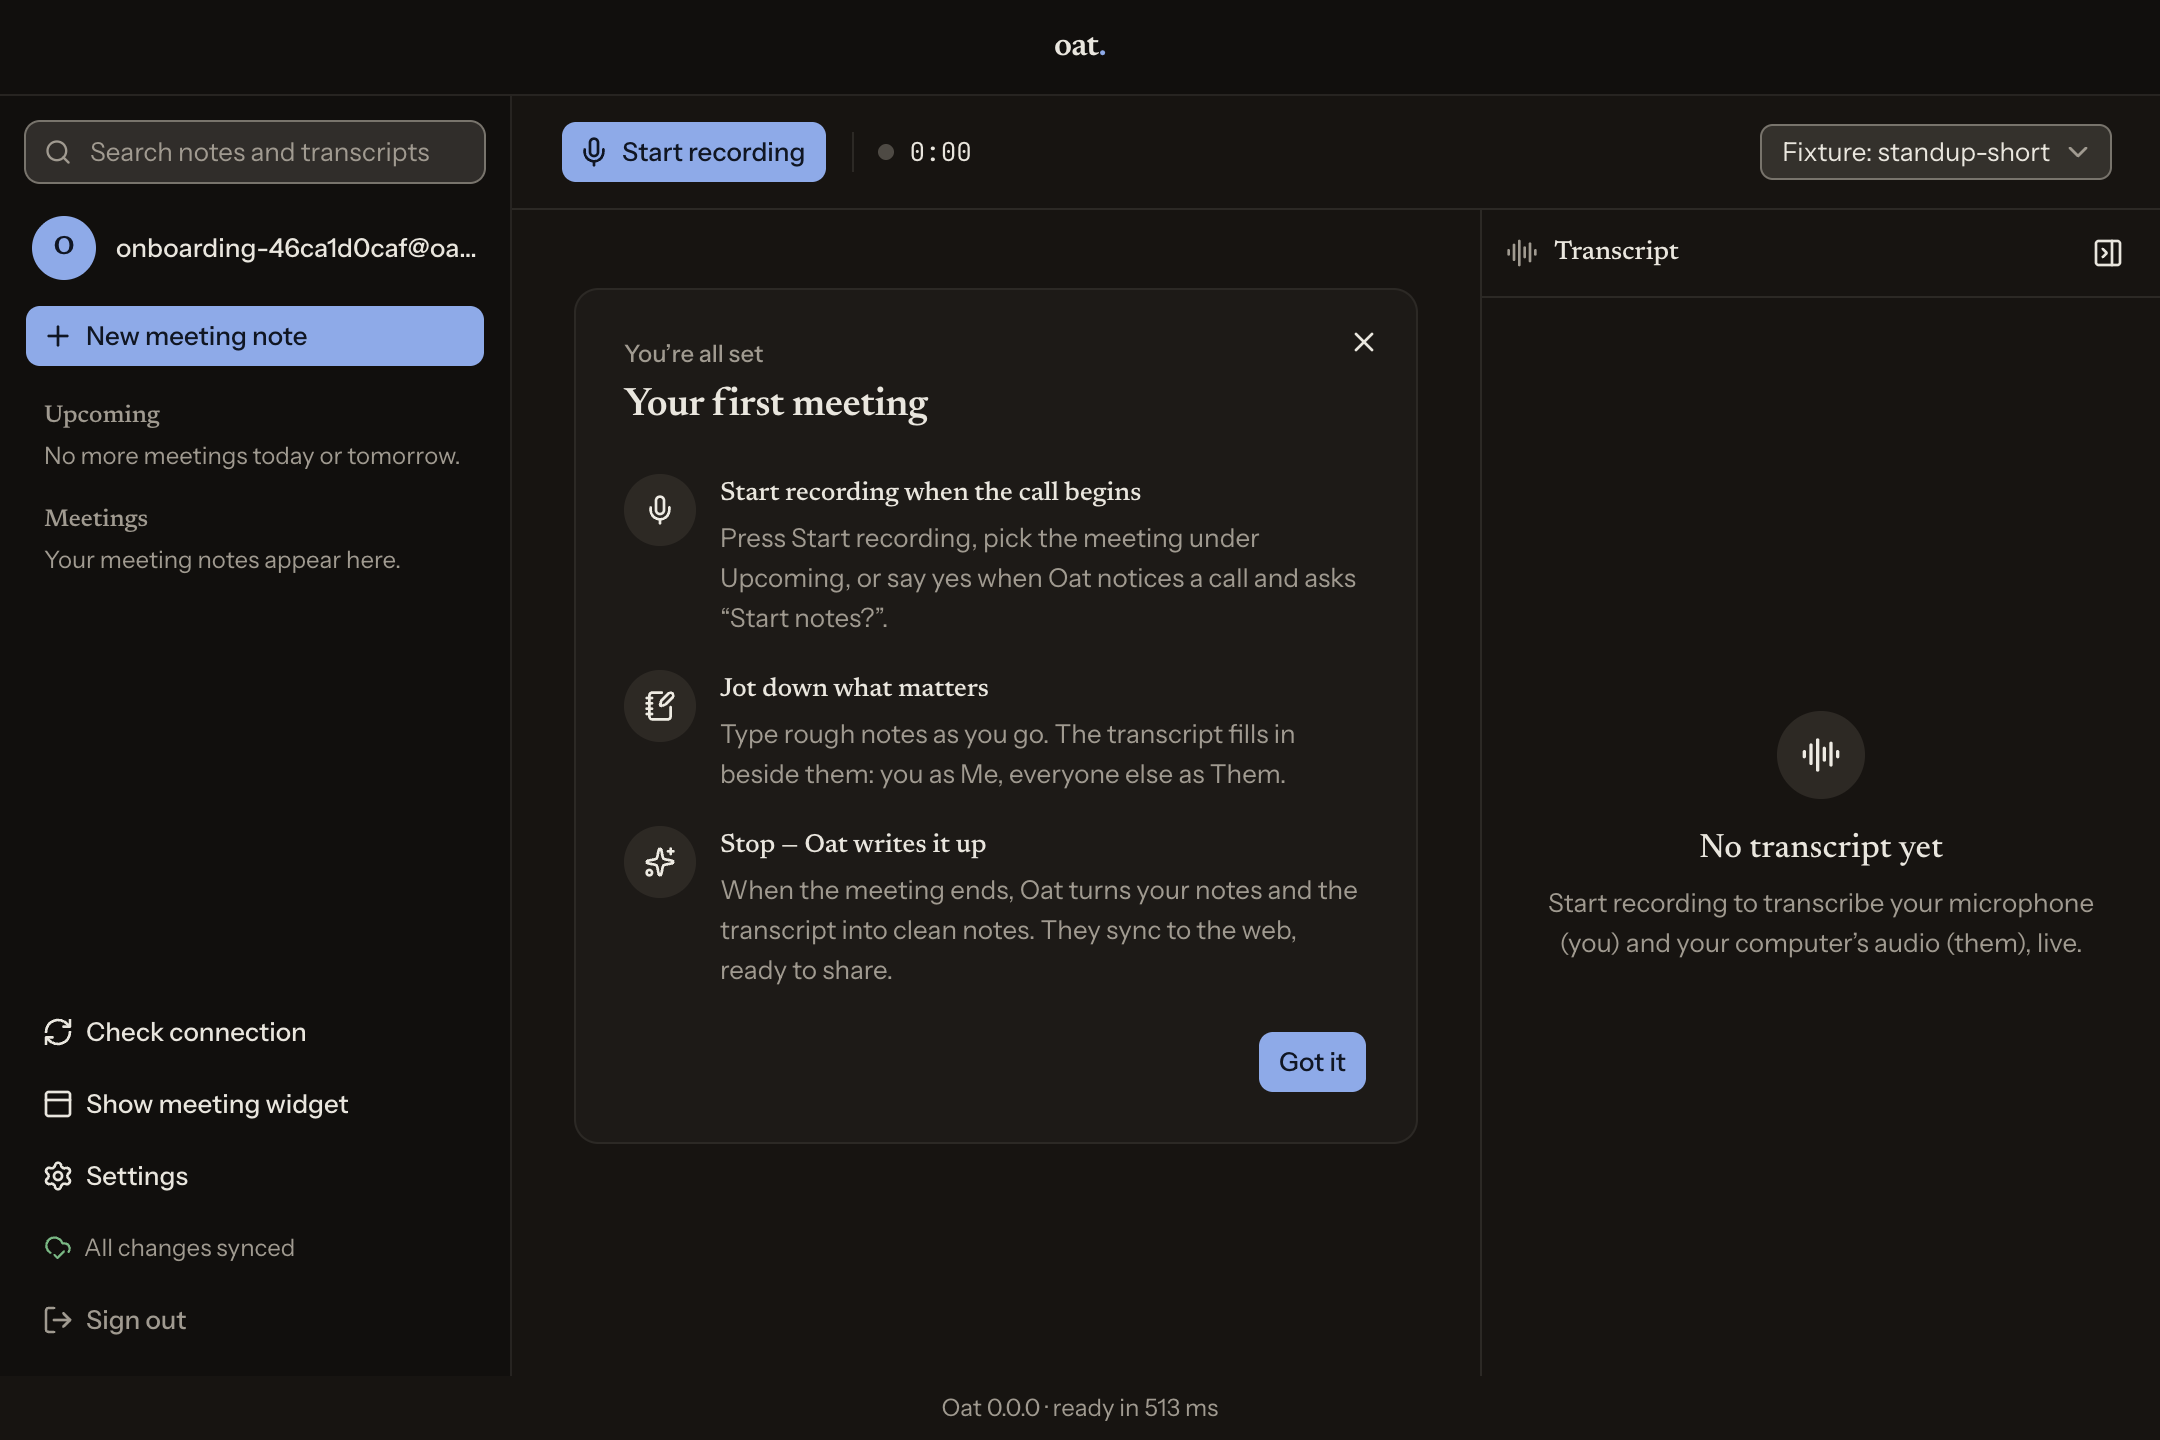 oat.
Search notes and transcripts
O
onboarding-46ca1d0caf@oa...
New meeting note
Upcoming
No more meetings today or tomorrow.
Meetings
Your meeting notes appear here.
Check connection
Show meeting widget
Settings
All changes synced
Sign out
Start recording
0:00
Fixture: standup-short
You’re all set
Your first meeting
Start recording when the call begins
Press Start recording, pick the meeting under
Upcoming, or say yes when Oat notices a call and asks
“Start notes?”.
Jot down what matters
Type rough notes as you go. The transcript fills in
beside them: you as Me, everyone else as Them.
Stop – Oat writes it up
When the meeting ends, Oat turns your notes and the
transcript into clean notes. They sync to the web,
ready to share.
Got it
Transcript
No transcript yet
Start recording to transcribe your microphone
(you) and your computer’s audio (them), live.
Oat 0.0.0 · ready in 513 ms